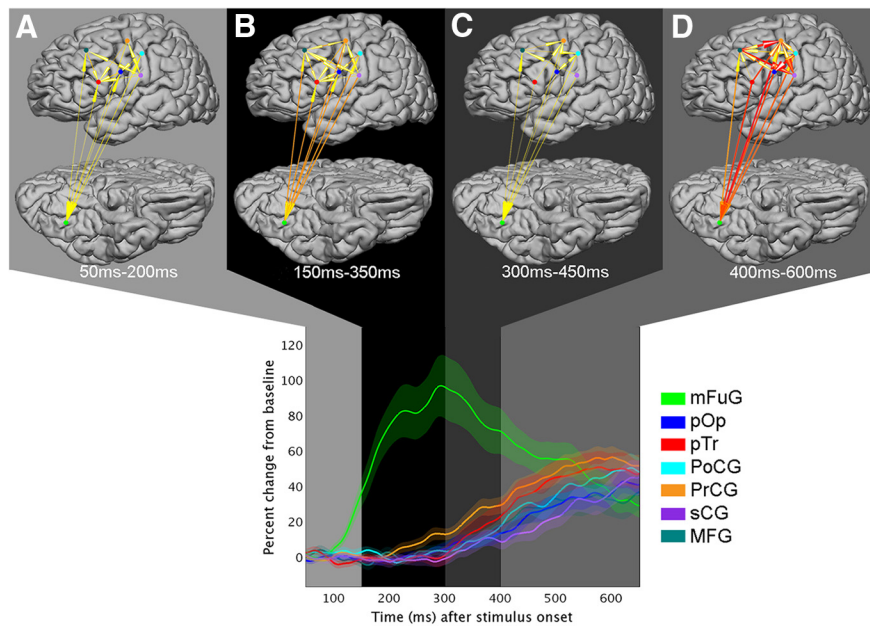 A B C D
50ms-200ms 150ms-350ms 300ms-450ms 400ms-600ms
Percent change from baseline
120
100
80
60
40
20
0
100 200 300 400 500 600
Time (ms) after stimulus onset
mFuG
pOp
pTr
PoCG
PrCG
sCG
MFG